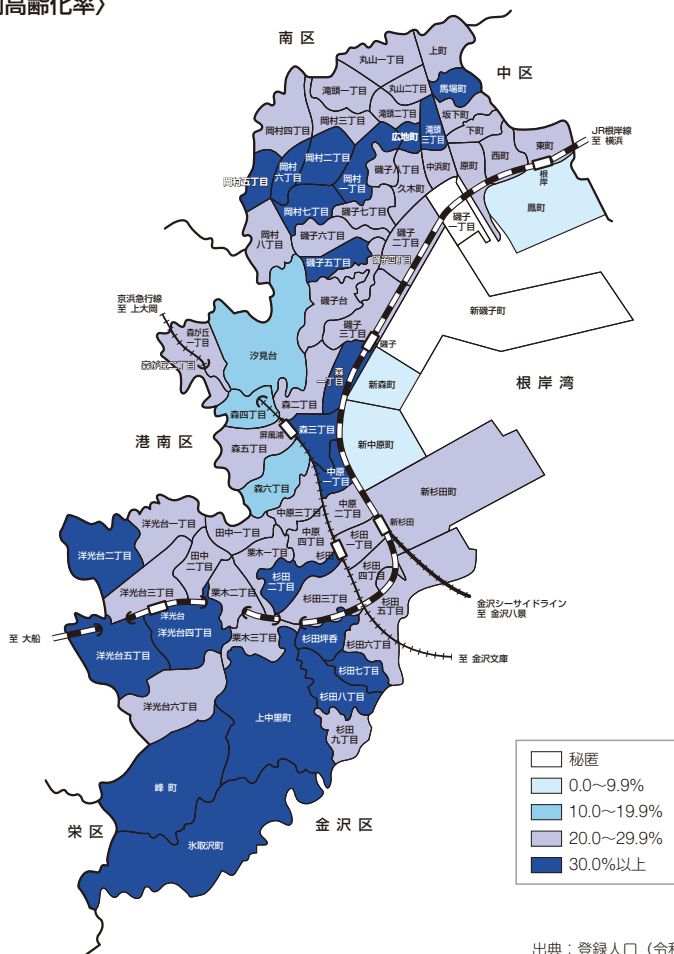 高齢化率〉
南区
上町
丸山一丁目
中区
丸山二丁目
馬場町
滝頭一丁目
滝頭二丁目
坂下町
岡村三丁目
岡村四丁目
広地町
滝頭
三丁目
下町
東町
JR根岸線
至 横浜
西町
原町
中浜町
根岸
岡村二丁目
岡村
六丁目
岡村
一丁目
磯子八丁目
岡村五丁目
久木町
鳳町
岡村七丁目
磯子七丁目
磯子
一丁目
岡村
八丁目
磯子六丁目
磯子
二丁目
磯子五丁目
磯子四丁目
京浜急行線
至 上大岡
磯子台
新磯子町
森が丘
一丁目
磯子
三丁目
磯子
汐見台
森が丘二丁目
森
一丁目
新森町
根岸湾
森二丁目
森四丁目
屏風浦
森三丁目
港南区
森五丁目
新中原町
中原
一丁目
森六丁目
新杉田町
中原三丁目
中原
二丁目
洋光台一丁目
田中一丁目
中原
四丁目
新杉田
杉田
一丁目
洋光台二丁目
田中
二丁目
栗木一丁目
杉田
杉田
二丁目
杉田
四丁目
洋光台三丁目
栗木二丁目
杉田三丁目
杉田
五丁目
金沢シーサイドライン
至 金沢八景
洋光台
洋光台四丁目
至 大船
栗木三丁目
杉田坪呑
杉田六丁目
洋光台五丁目
至 金沢文庫
杉田七丁目
杉田八丁目
洋光台六丁目
上中里町
杉田
九丁目
峰町
秘匿
0.0〜9.9%
10.0〜19.9%
20.0〜29.9%
30.0%以上
栄区
金沢区
氷取沢町
出典：登録人口（令和